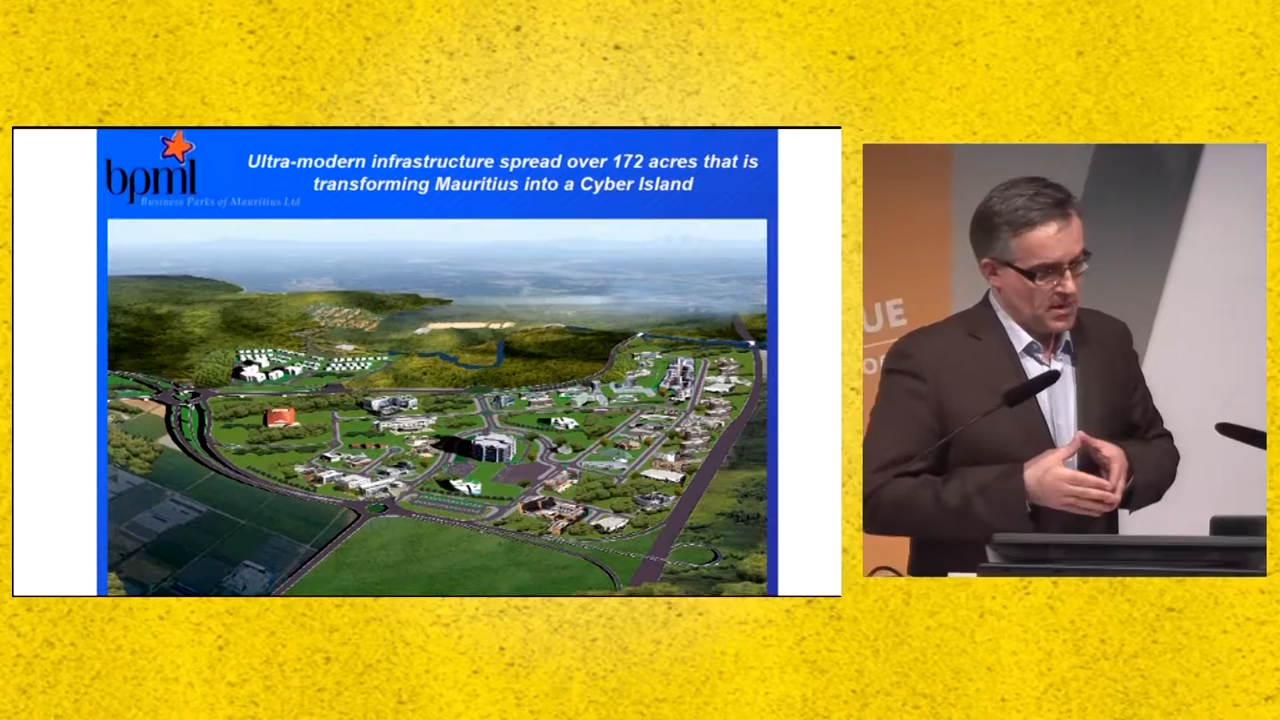 bpml
Business Parks of Mauritius Ltd
Ultra-modern infrastructure spread over 172 acres that is
transforming Mauritius into a Cyber Island
UE